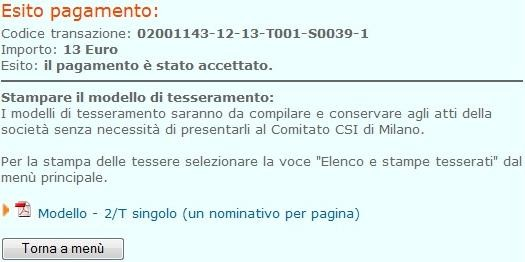 Esito pagamento:
Codice transazione: 02001143-12-13-T001-S0039-1
Importo: 13 Euro
Esito: il pagamento è stato accettato.
Stampare il modello di tesseramento:
I modelli di tesseramento saranno da compilare e conservare agli atti della
società senza necessità di presentarli al Comitato CSI di Milano.
Per la stampa delle tessere selezionare la voce "Elenco e stampe tesserati" dal
menù principale.
Modello - 2/T singolo (un nominativo per pagina)
Torna a menù